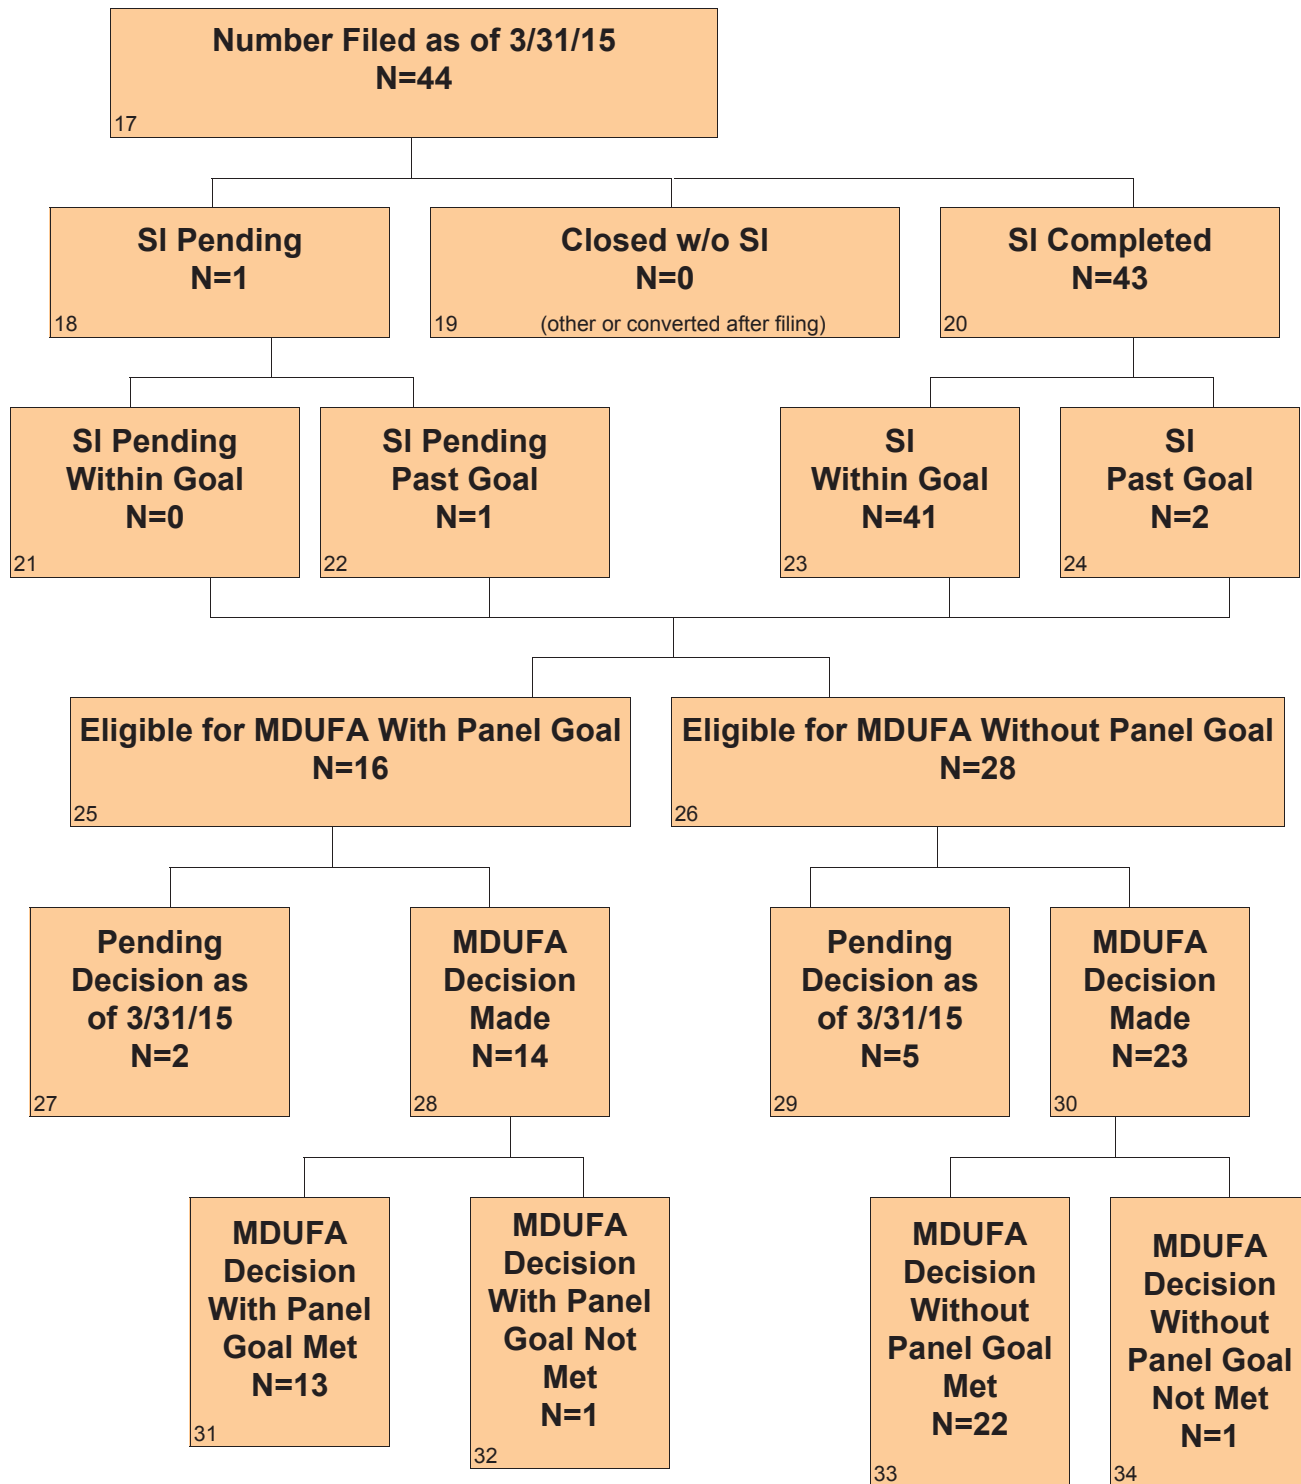 Number Filed as of 3/31/15
N=44
17
SI Pending
N=1
18
Closed w/o SI
N=0
19 (other or converted after filing)
SI Completed
N=43
20
SI Pending
Within Goal
N=0
21
SI Pending
Past Goal
N=1
22
SI
Within Goal
N=41
23
SI
Past Goal
N=2
24
Eligible for MDUFA With Panel Goal
N=16
25
Eligible for MDUFA Without Panel Goal
N=28
26
Pending
Decision as
of 3/31/15
N=2
27
MDUFA
Decision
Made
N=14
28
Pending
Decision as
of 3/31/15
N=5
29
MDUFA
Decision
Made
N=23
30
MDUFA
Decision
With Panel
Goal Met
N=13
31
MDUFA
Decision
With Panel
Goal Not
Met
N=1
32
MDUFA
Decision
Without
Panel Goal
Met
N=22
33
MDUFA
Decision
Without
Panel Goal
Not Met
N=1
34